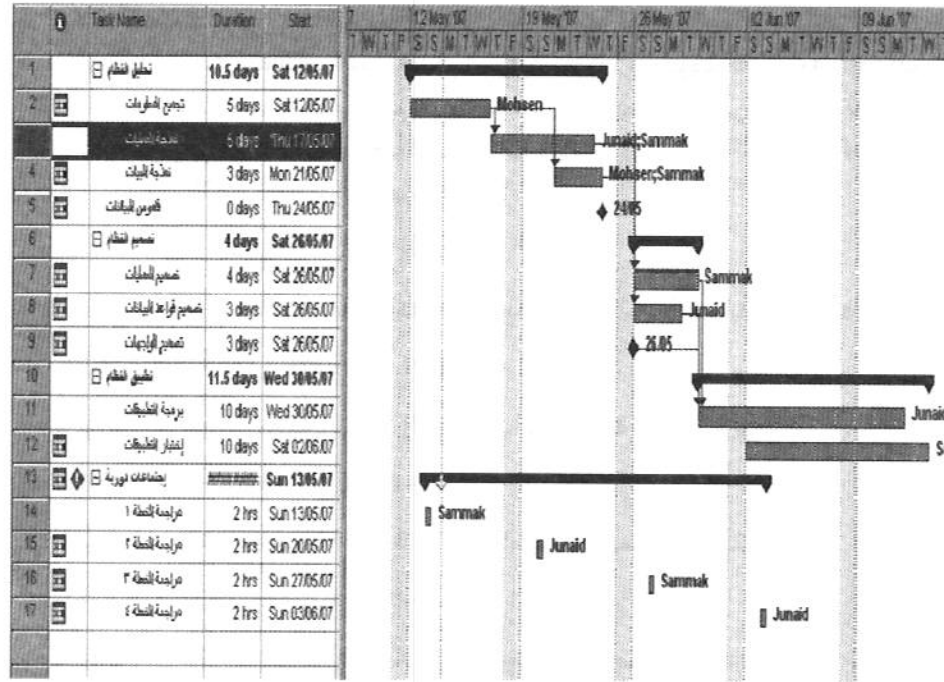 Task Name Duration Start 7 12 May '07 19 May '07 26 May '07 02 Jun '07 09 Jun '07
T W T F S S M T W T F S S M T W T F S S M T W T F S S M T W T F S S M T W
1 تحليل النظام 10.5 days Sat 12/05/07
2 تجميع المعلومات 5 days Sat 12/05/07 Mohsen
نمذجة العمليات Thu 17/05/07 Junaid;Sammak
4 نمذجة البيانات 3 days Mon 21/05/07 Mohsen;Sammak
5 قاموس البيانات 0 days Thu 24/05/07 24/05
6 تصميم النظام 4 days Sat 26/05/07
7 تصميم العمليات 4 days Sat 26/05/07 Sammak
8 تصميم قواعد البيانات 3 days Sat 26/05/07 Junaid
9 تصميم الواجهات 3 days Sat 26/05/07 26/05
10 تطبيق النظام 11.5 days Wed 30/05/07
11 برمجة التطبيقات 10 days Wed 30/05/07 Junai
12 إختبار التطبيقات 10 days Sat 02/06/07 S
13 إجتماعات دورية ######## Sun 13/05/07
14 مراجعة الخطة ١ 2 hrs Sun 13/05/07 Sammak
15 مراجعة الخطة ٢ 2 hrs Sun 20/05/07 Junaid
16 مراجعة الخطة ٣ 2 hrs Sun 27/05/07 Sammak
17 مراجعة الخطة ٤ 2 hrs Sun 03/06/07 Junaid